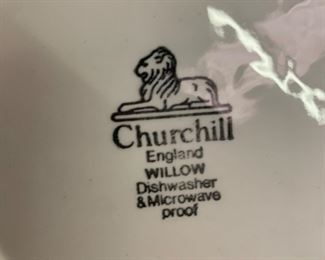 Churchill
England
WILLOW
Dishwasher
&Microwave
proof